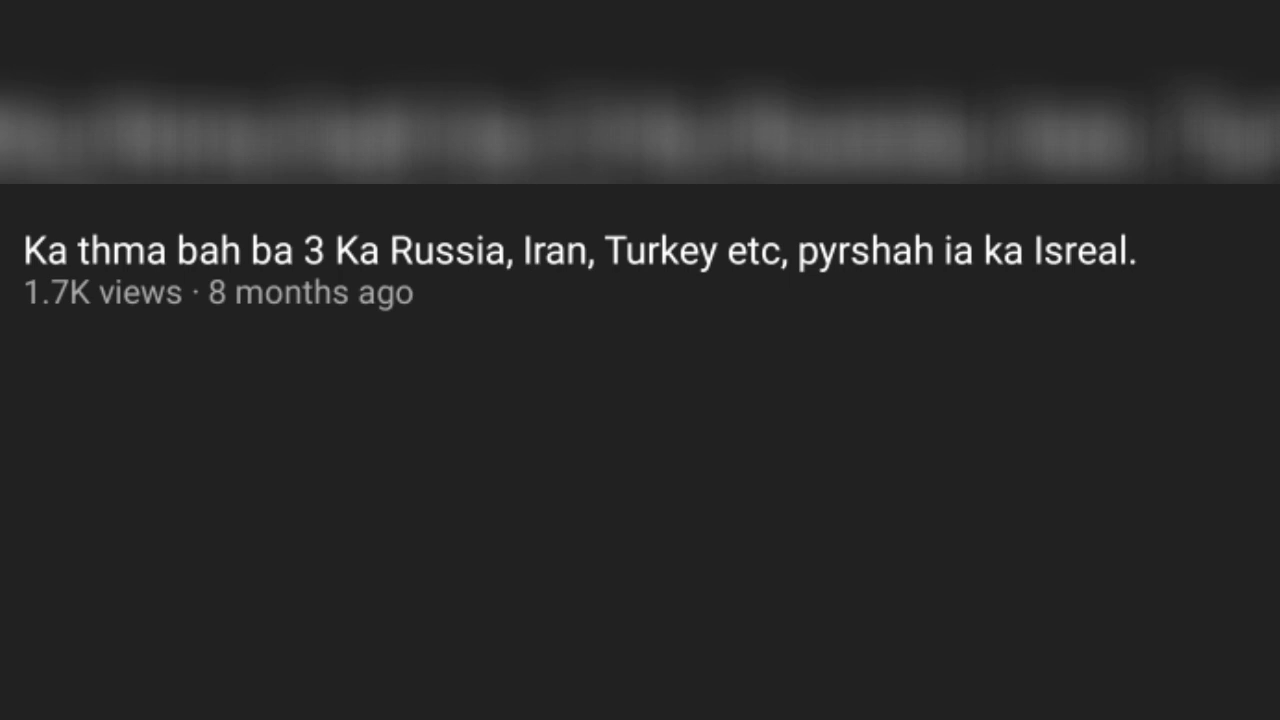 Ka thma bah ba 3 Ka Russia, Iran, Turkey etc, pyrshah ia ka Isreal.
1.7K views · 8 months ago